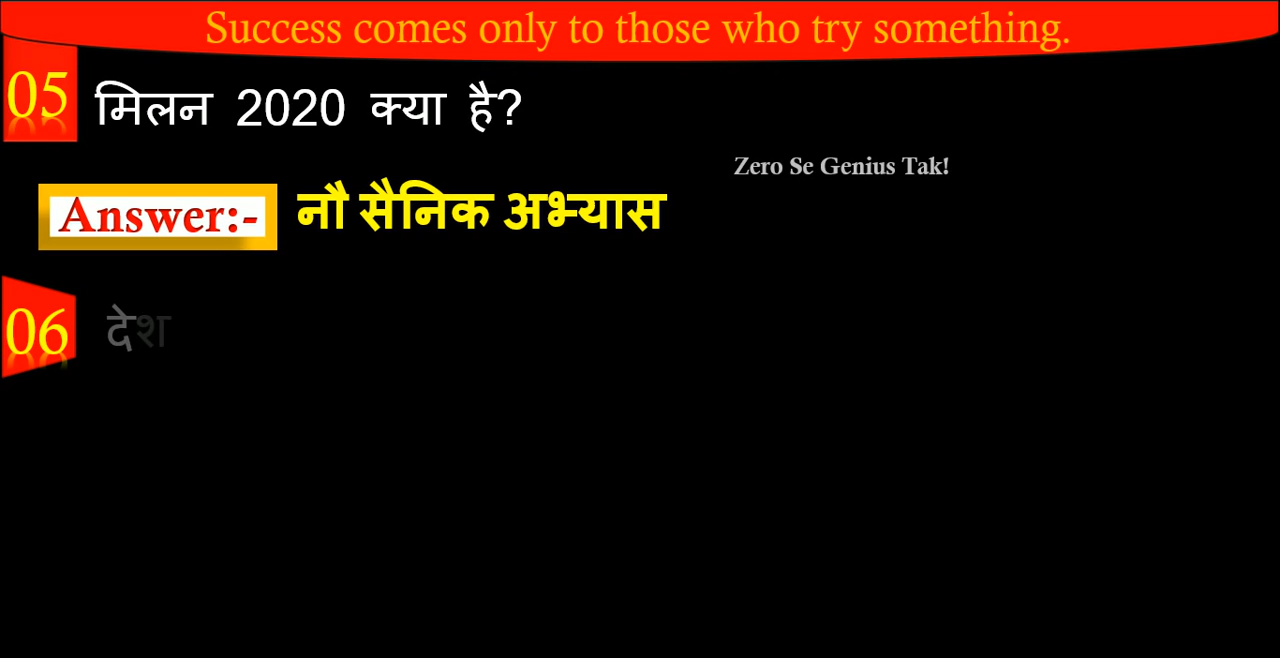 Success comes only to those who try something.
05 मिलन 2020 क्या है?
Zero Se Genius Tak!
Answer:- नौ सैनिक अभ्यास
06 देश